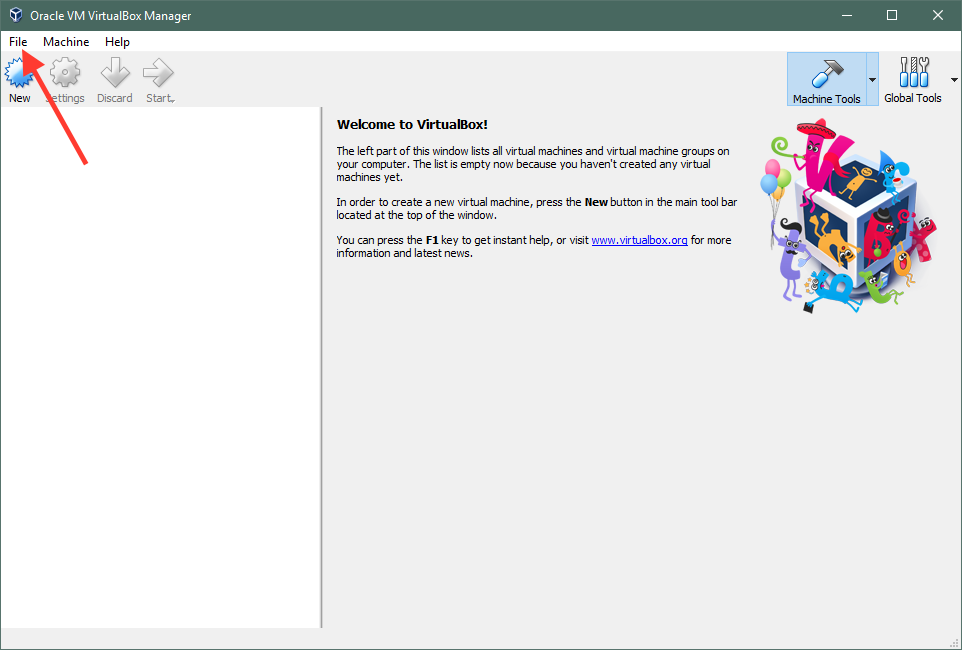 Oracle VM VirtualBox Manager
File Machine Help
New Settings Discard Start
Machine Tools Global Tools
Welcome to VirtualBox!
The left part of this window lists all virtual machines and virtual machine groups on
your computer. The list is empty now because you haven't created any virtual
machines yet.
In order to create a new virtual machine, press the New button in the main tool bar
located at the top of the window.
You can press the F1 key to get instant help, or visit www.virtualbox.org for more
information and latest news.